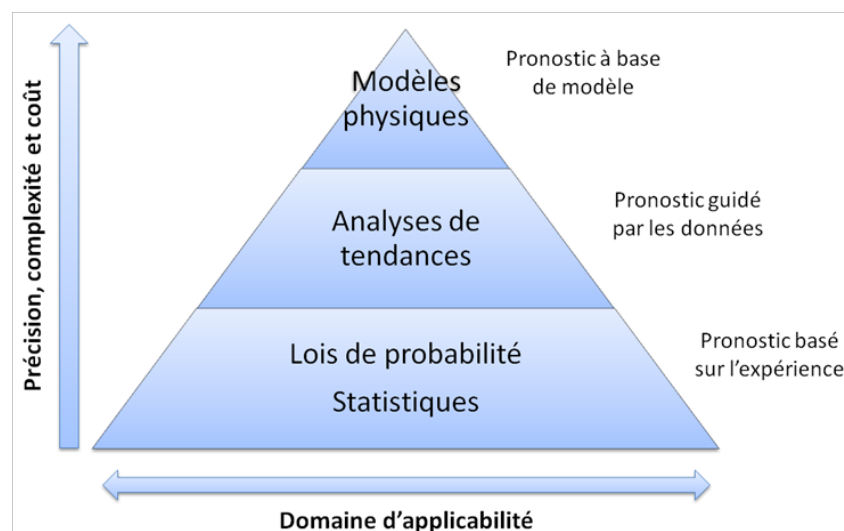 Précision, complexité et coût
Modèles
physiques
Pronostic à base
de modèle
Analyses de
tendances
Pronostic guidé
par les données
Lois de probabilité
Statistiques
Pronostic basé
sur l’expérience
Domaine d’applicabilité